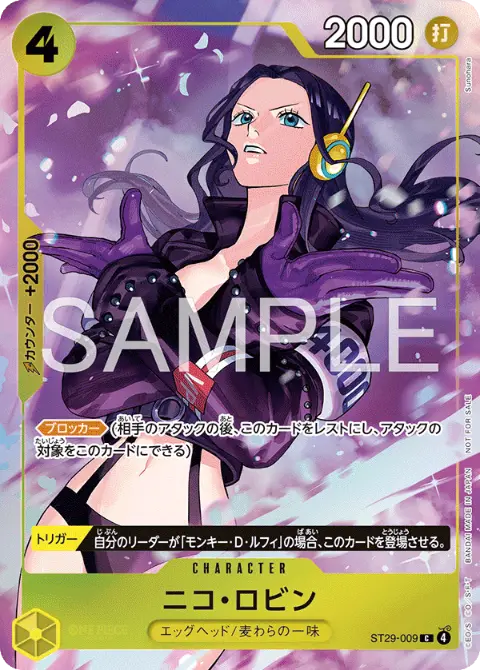 4
2000
打
Sunohara
カウンター +2000
SAMPLE
ブロッカー (相手のアタックの後、このカードをレストにし、アタックの
対象をこのカードにできる)
トリガー 自分のリーダーが「モンキー・D・ルフィ」の場合、このカードを登場させる。
CHARACTER
ニコ・ロビン
エッグヘッド/麦わらの一味
ST29-009 C 4
BANDAI MADE IN JAPAN NOT FOR SALE